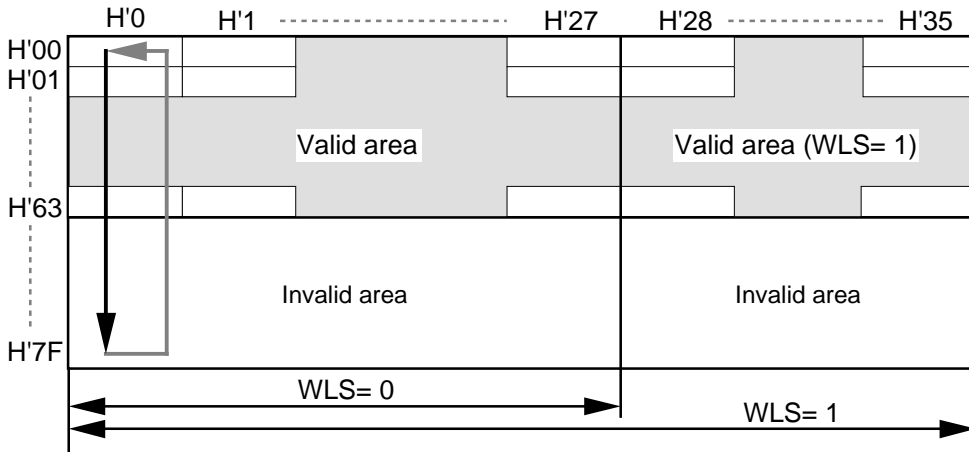 H'0 H'1 H'27 H'28 H'35
H'00
H'01
Valid area Valid area (WLS= 1)
H'63
Invalid area Invalid area
H'7F
WLS= 0
WLS= 1